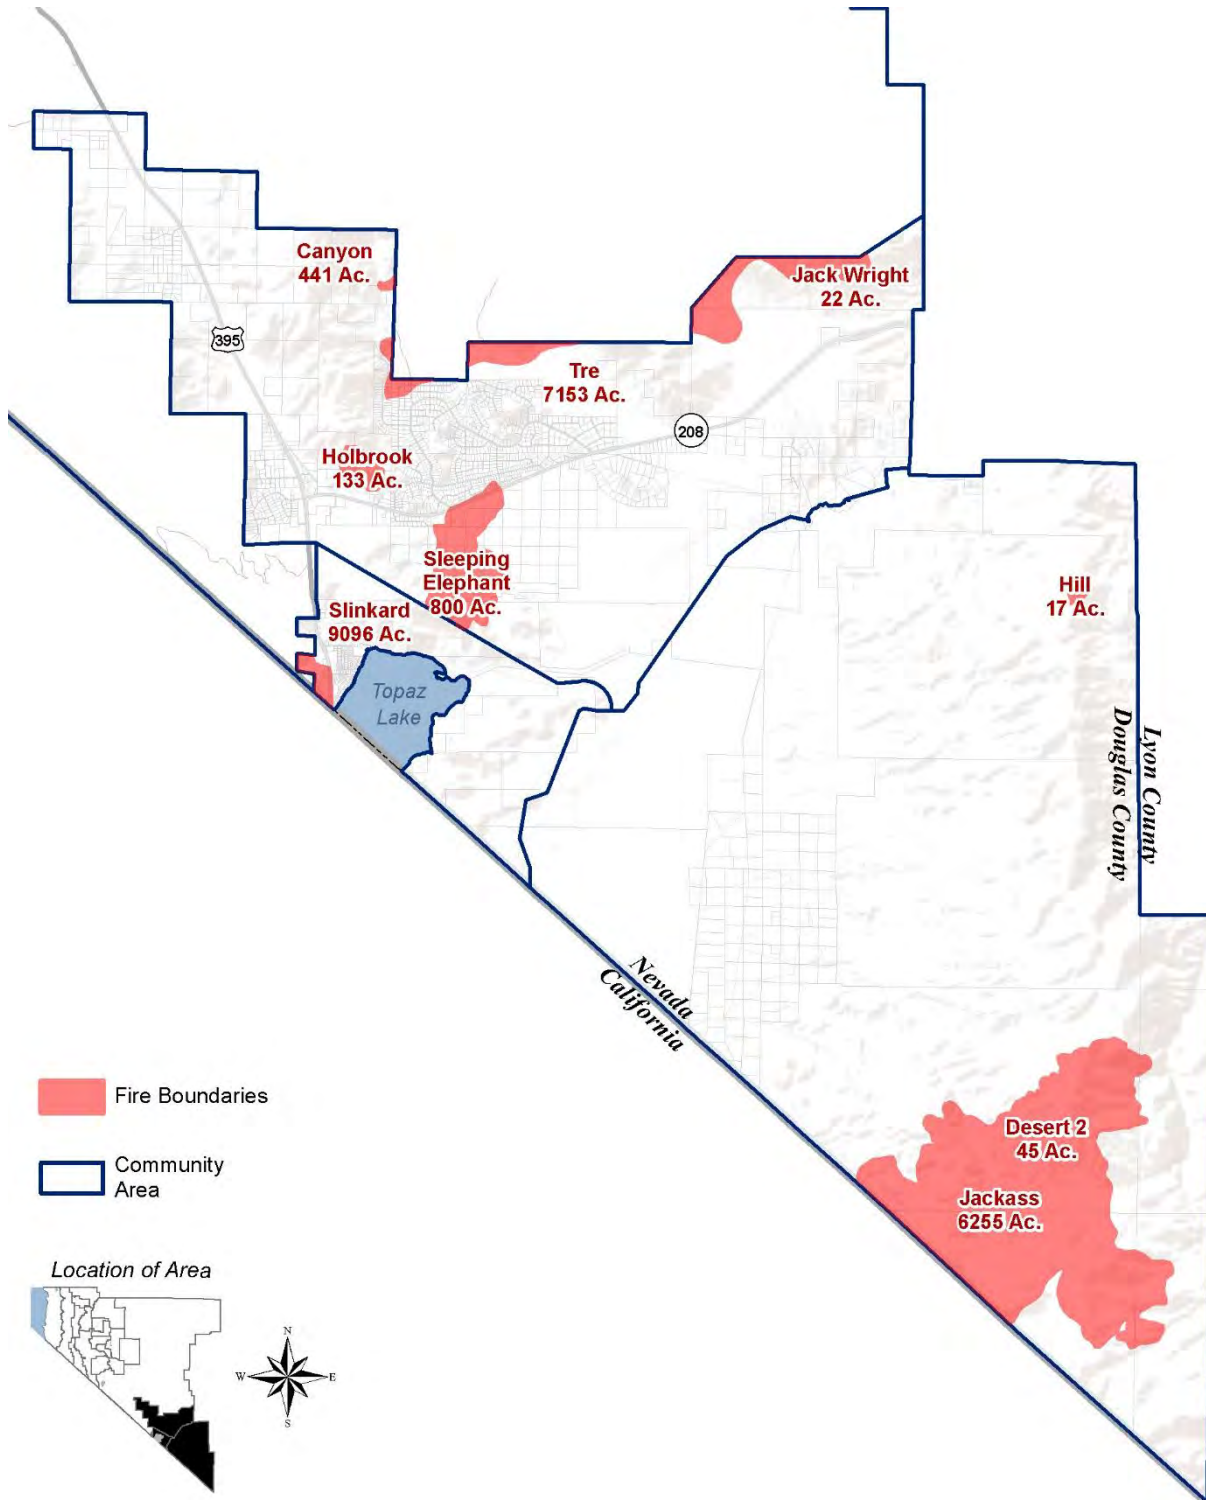 Canyon
441 Ac.
Jack Wright
22 Ac.
395
Tre
7153 Ac.
208
Holbrook
133 Ac.
Sleeping
Elephant
800 Ac.
Hill
17 Ac.
Slinkard
9096 Ac.
Topaz
Lake
Lyon County
Douglas County
Nevada
California
Desert 2
45 Ac.
Jackass
6255 Ac.
Fire Boundaries
Community
Area
Location of Area
N
W
E
S